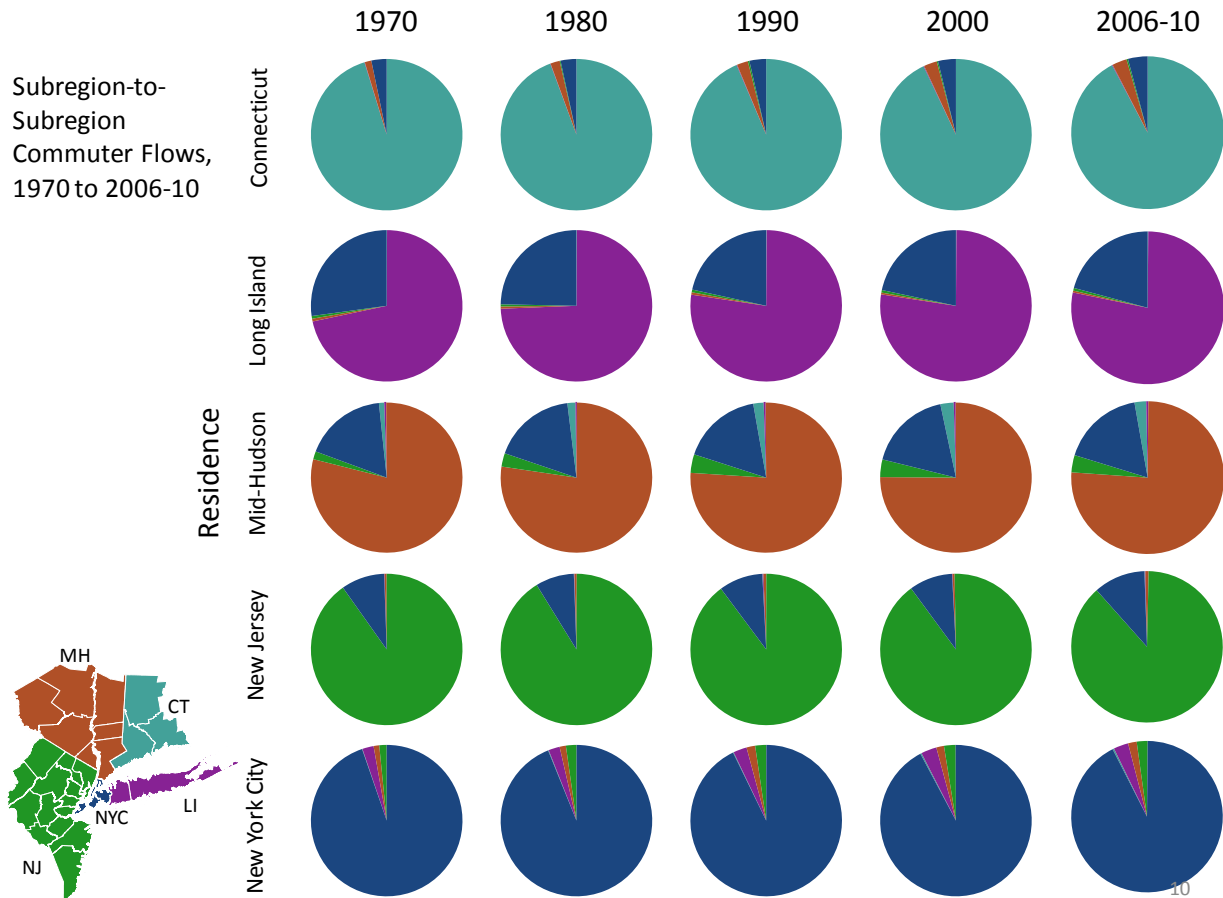 1970
1980
1990
2000
2006-10
Subregion-to-
Subregion
Commuter Flows,
1970 to 2006-10
Connecticut
Long Island
Residence
Mid-Hudson
New Jersey
New York City
MH
CT
LI
NYC
NJ
10